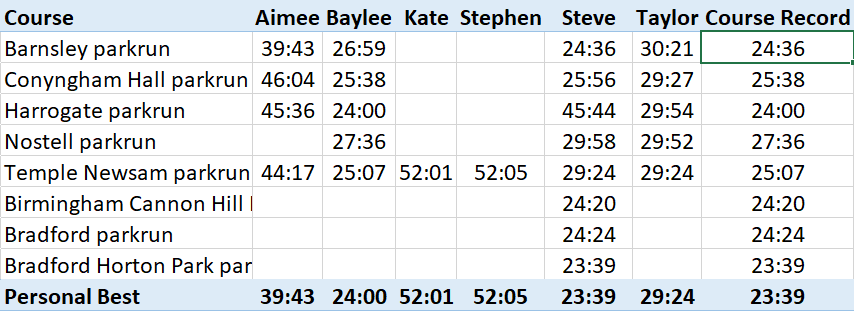 Course Aimee Baylee Kate Stephen Steve Taylor Course Record
Barnsley parkrun 39:43 26:59 24:36 30:21 24:36
Conyngham Hall parkrun 46:04 25:38 25:56 29:27 25:38
Harrogate parkrun 45:36 24:00 45:44 29:54 24:00
Nostell parkrun 27:36 29:58 29:52 27:36
Temple Newsam parkrun 44:17 25:07 52:01 52:05 29:24 29:24 25:07
Birmingham Cannon Hill 24:20 24:20
Bradford parkrun 24:24 24:24
Bradford Horton Park par 23:39 23:39
Personal Best 39:43 24:00 52:01 52:05 23:39 29:24 23:39